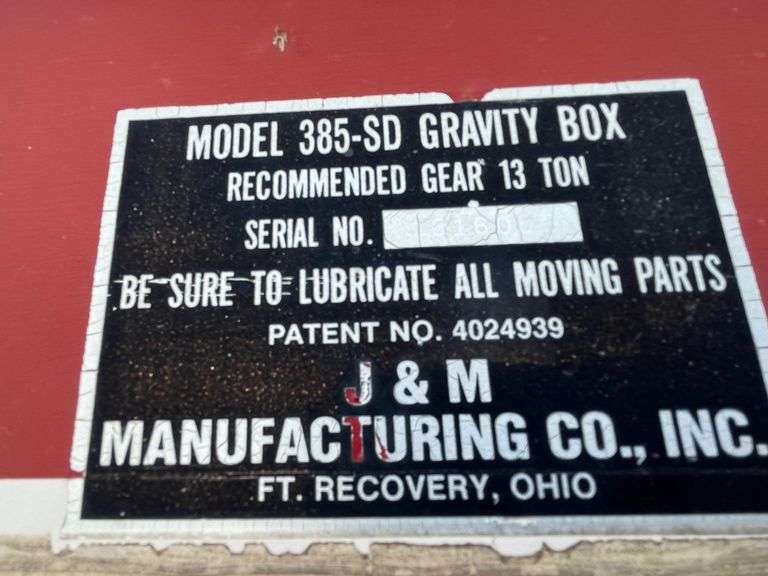 MODEL 385-SD GRAVITY BOX
RECOMMENDED GEAR 13 TON
SERIAL NO.
BE SURE TO LUBRICATE ALL MOVING PARTS
PATENT NO. 4024939
J & M
MANUFACTURING CO., INC.
FT. RECOVERY, OHIO